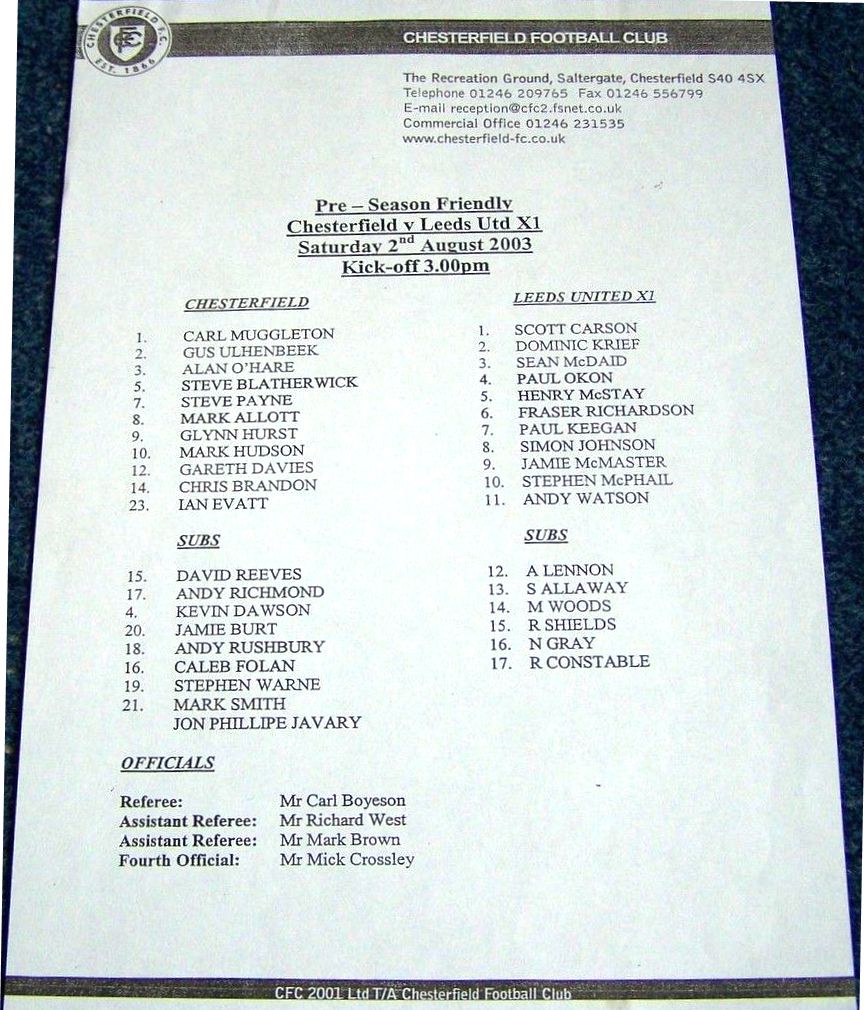 CHESTERFIELD F.C.
EST. 1866
CHESTERFIELD FOOTBALL CLUB
The Recreation Ground, Saltergate, Chesterfield S40 4SX
Telephone 01246 209765 Fax 01246 556799
E-mail reception@cfc2.fsnet.co.uk
Commercial Office 01246 231535
www.chesterfield-fc.co.uk
Pre – Season Friendly
Chesterfield v Leeds Utd X1
Saturday 2nd August 2003
Kick-off 3.00pm
CHESTERFIELD
1. CARL MUGGLETON
2. GUS ULHENBEEK
3. ALAN O'HARE
5. STEVE BLATHERWICK
7. STEVE PAYNE
8. MARK ALLOTT
9. GLYNN HURST
10. MARK HUDSON
12. GARETH DAVIES
14. CHRIS BRANDON
23. IAN EVATT
SUBS
15. DAVID REEVES
17. ANDY RICHMOND
4. KEVIN DAWSON
20. JAMIE BURT
18. ANDY RUSHBURY
16. CALEB FOLAN
19. STEPHEN WARNE
21. MARK SMITH
JON PHILLIPE JAVARY
LEEDS UNITED X1
1. SCOTT CARSON
2. DOMINIC KRIEF
3. SEAN McDAID
4. PAUL OKON
5. HENRY McSTAY
6. FRASER RICHARDSON
7. PAUL KEEGAN
8. SIMON JOHNSON
9. JAMIE McMASTER
10. STEPHEN McPHAIL
11. ANDY WATSON
SUBS
12. A LENNON
13. S ALLAWAY
14. M WOODS
15. R SHIELDS
16. N GRAY
17. R CONSTABLE
OFFICIALS
Referee: Mr Carl Boyeson
Assistant Referee: Mr Richard West
Assistant Referee: Mr Mark Brown
Fourth Official: Mr Mick Crossley
CFC 2001 Ltd T/A Chesterfield Football Club